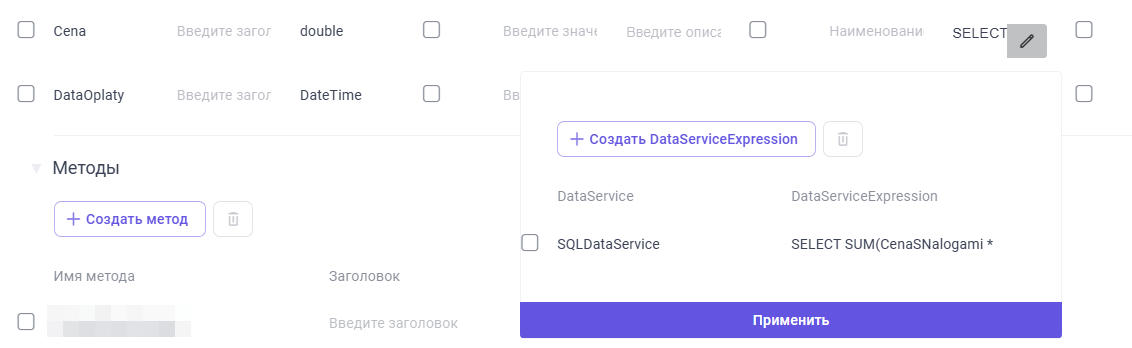 Cena Введите загол double Введите значе Введите описа Наименовани SELECT
DataOplaty Введите загол DateTime Вв
Создать DataServiceExpression
Методы
DataService DataServiceExpression
Создать метод
SQLDataService SELECT SUM(CenaSNalogami *
Имя метода Заголовок
Введите заголовок
Применить